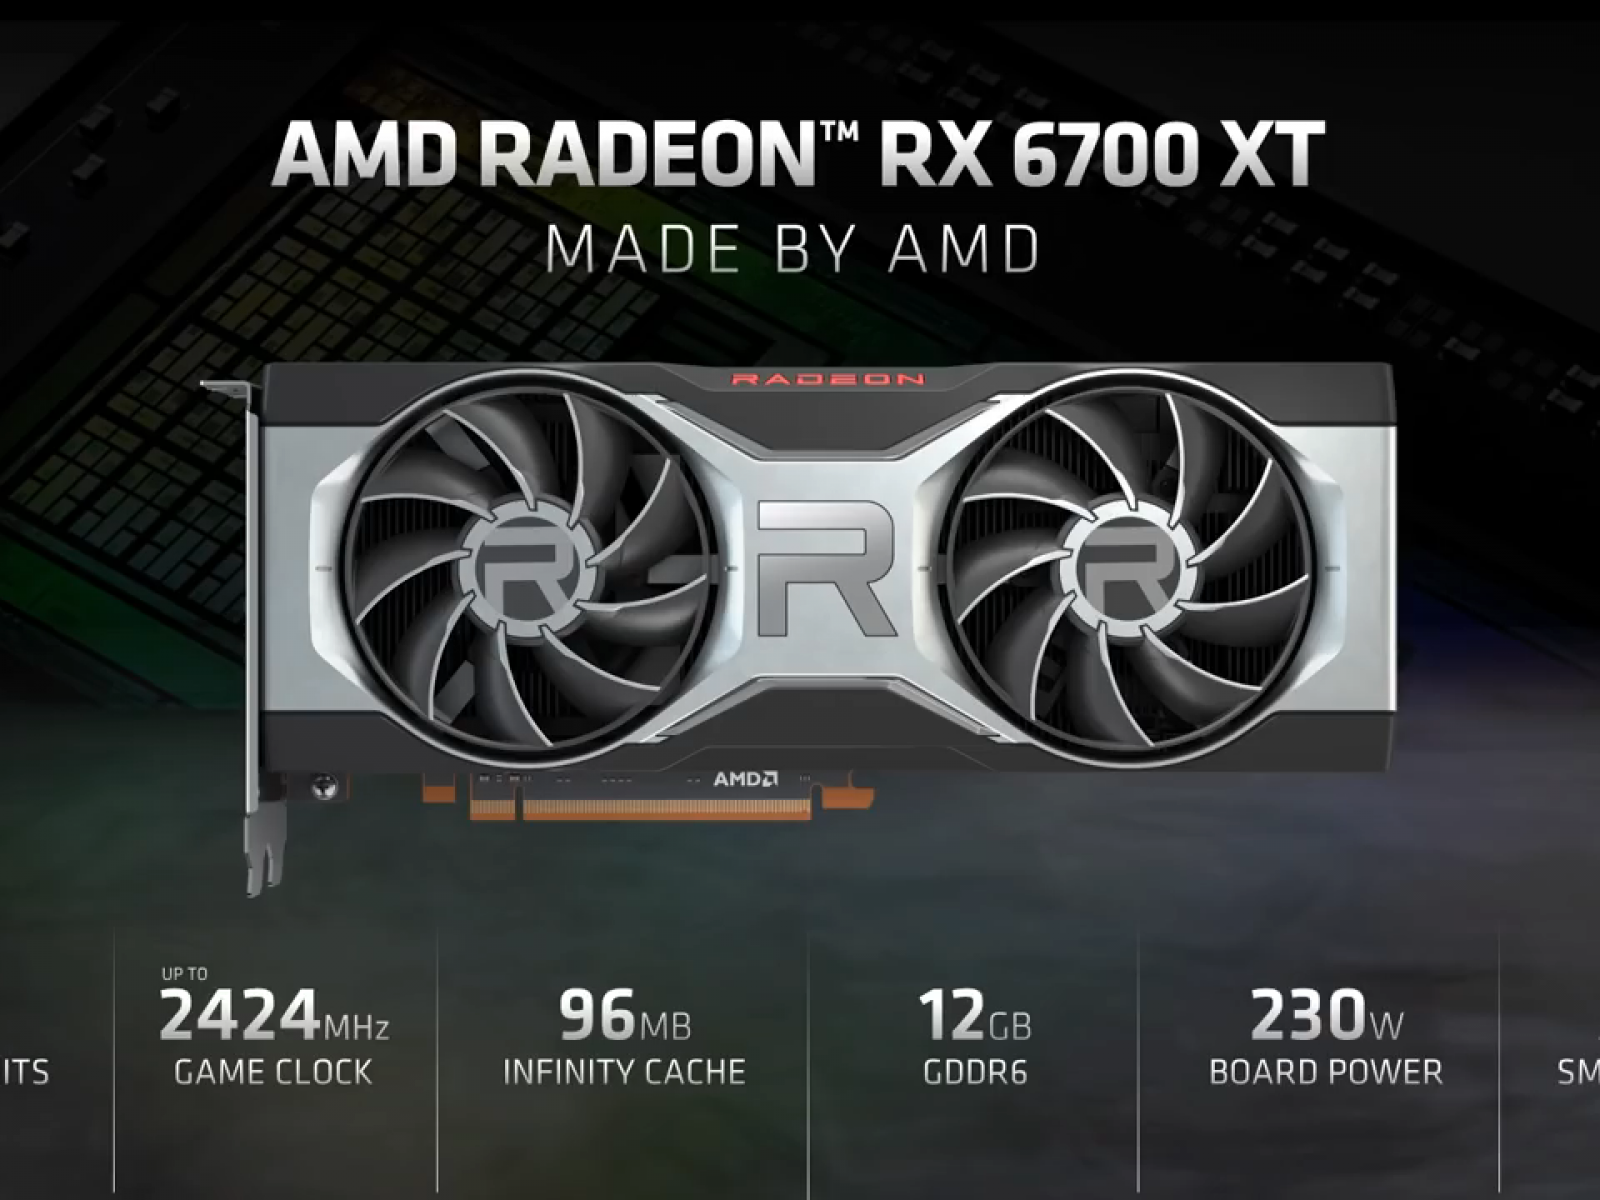 AMD RADEON™ RX 6700 XT
MADE BY AMD
RADEON
R
R
R
AMD
UP TO
2424MHz
GAME CLOCK
96MB
INFINITY CACHE
12GB
GDDR6
230W
BOARD POWER
ITS
SM